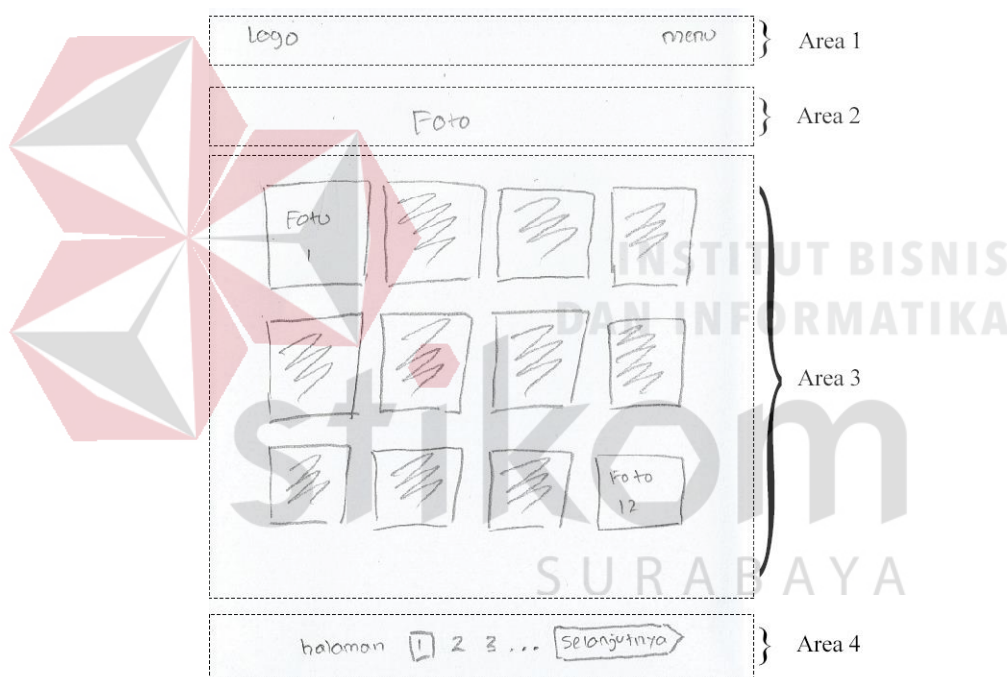 Logo menu Area 1
Foto Area 2
Foto
1
INSTITUT BISNIS
DAN INFORMATIKA
Area 3
stikom
Foto
12
SURABAYA
halaman 1 2 3 ... Selanjutnya Area 4